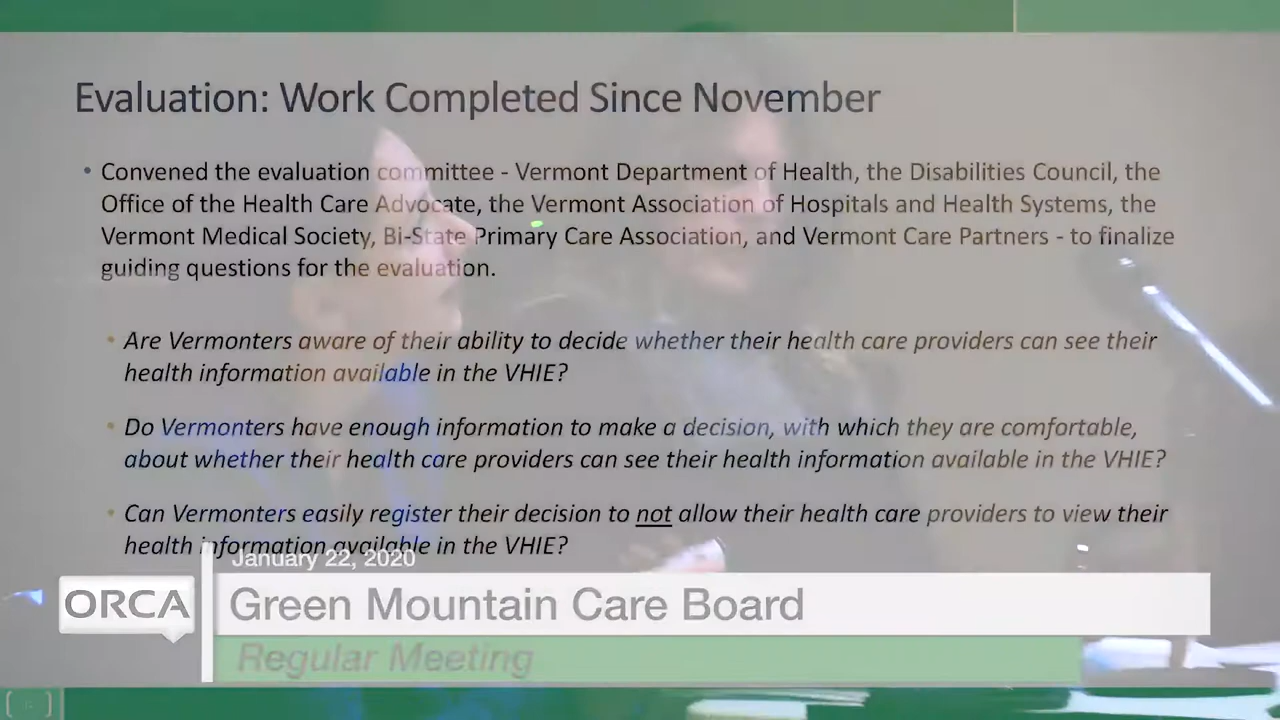 Evaluation: Work Completed Since November
• Convened the evaluation committee - Vermont Department of Health, the Disabilities Council, the
Office of the Health Care Advocate, the Vermont Association of Hospitals and Health Systems, the
Vermont Medical Society, Bi-State Primary Care Association, and Vermont Care Partners - to finalize
guiding questions for the evaluation.
• Are Vermonters aware of their ability to decide whether their health care providers can see their
health information available in the VHIE?
• Do Vermonters have enough information to make a decision, with which they are comfortable,
about whether their health care providers can see their health information available in the VHIE?
• Can Vermonters easily register their decision to not allow their health care providers to view their
health information available in the VHIE?
January 22, 2020
ORCA
Green Mountain Care Board
Regular Meeting